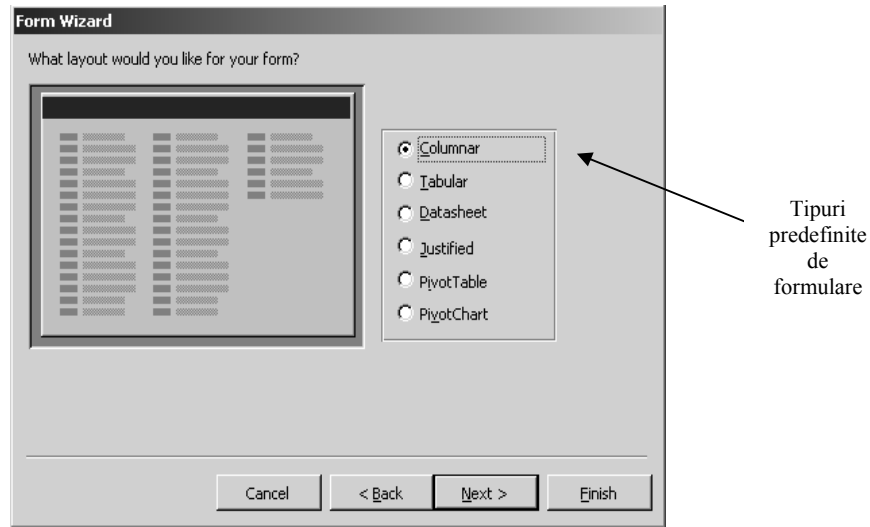 Form Wizard
What layout would you like for your form?
Columnar
Tabular
Datasheet
Justified
PivotTable
PivotChart
Tipuri
predefinite
de
formulare
Cancel
< Back
Next >
Finish